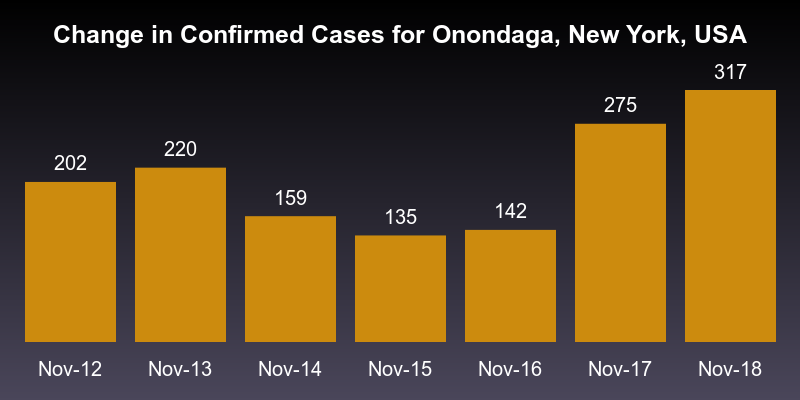 Change in Confirmed Cases for Onondaga, New York, USA
202
220
159
135
142
275
317
Nov-12
Nov-13
Nov-14
Nov-15
Nov-16
Nov-17
Nov-18